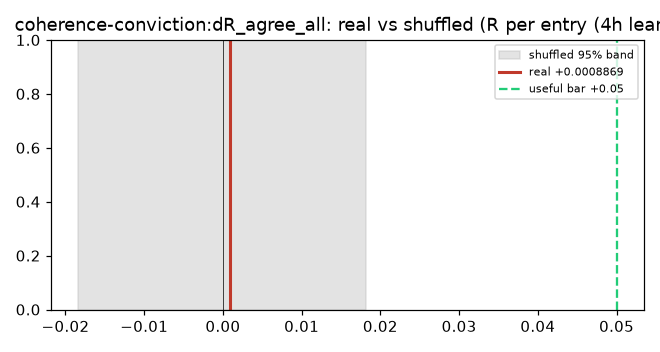 coherence-conviction:dR_agree_all: real vs shuffled (R per entry (4h lear
1.0
shuffled 95% band
real +0.0008869
useful bar +0.05
0.8
0.6
0.4
0.2
0.0
−0.02 −0.01 0.00 0.01 0.02 0.03 0.04 0.05